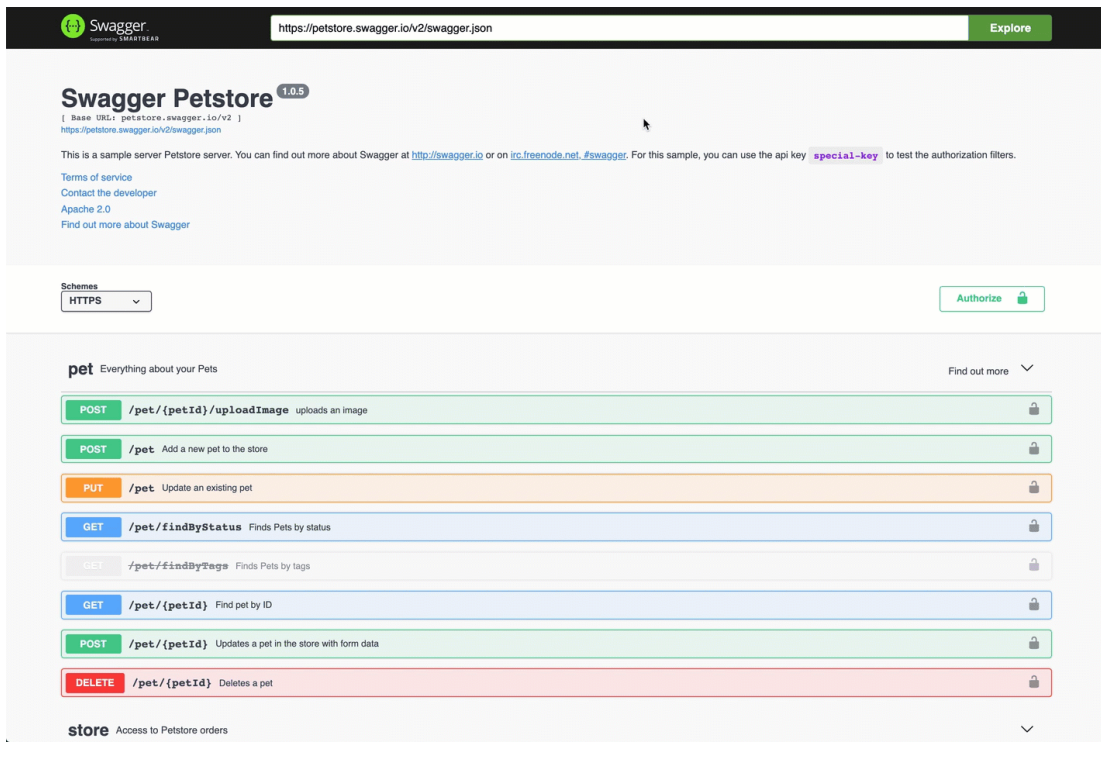 Swagger.
Supported by SMARTBEAR
https://petstore.swagger.io/v2/swagger.json
Explore
Swagger Petstore 1.0.5
[ Base URL: petstore.swagger.io/v2 ]
https://petstore.swagger.io/v2/swagger.json
This is a sample server Petstore server. You can find out more about Swagger at http://swagger.io or on irc.freenode.net, #swagger. For this sample, you can use the api key special-key to test the authorization filters.
Terms of service
Contact the developer
Apache 2.0
Find out more about Swagger
Schemes
HTTPS
Authorize
pet Everything about your Pets Find out more
POST /pet/{petId}/uploadImage uploads an image
POST /pet Add a new pet to the store
PUT /pet Update an existing pet
GET /pet/findByStatus Finds Pets by status
GET /pet/findByTags Finds Pets by tags
GET /pet/{petId} Find pet by ID
POST /pet/{petId} Updates a pet in the store with form data
DELETE /pet/{petId} Deletes a pet
store Access to Petstore orders